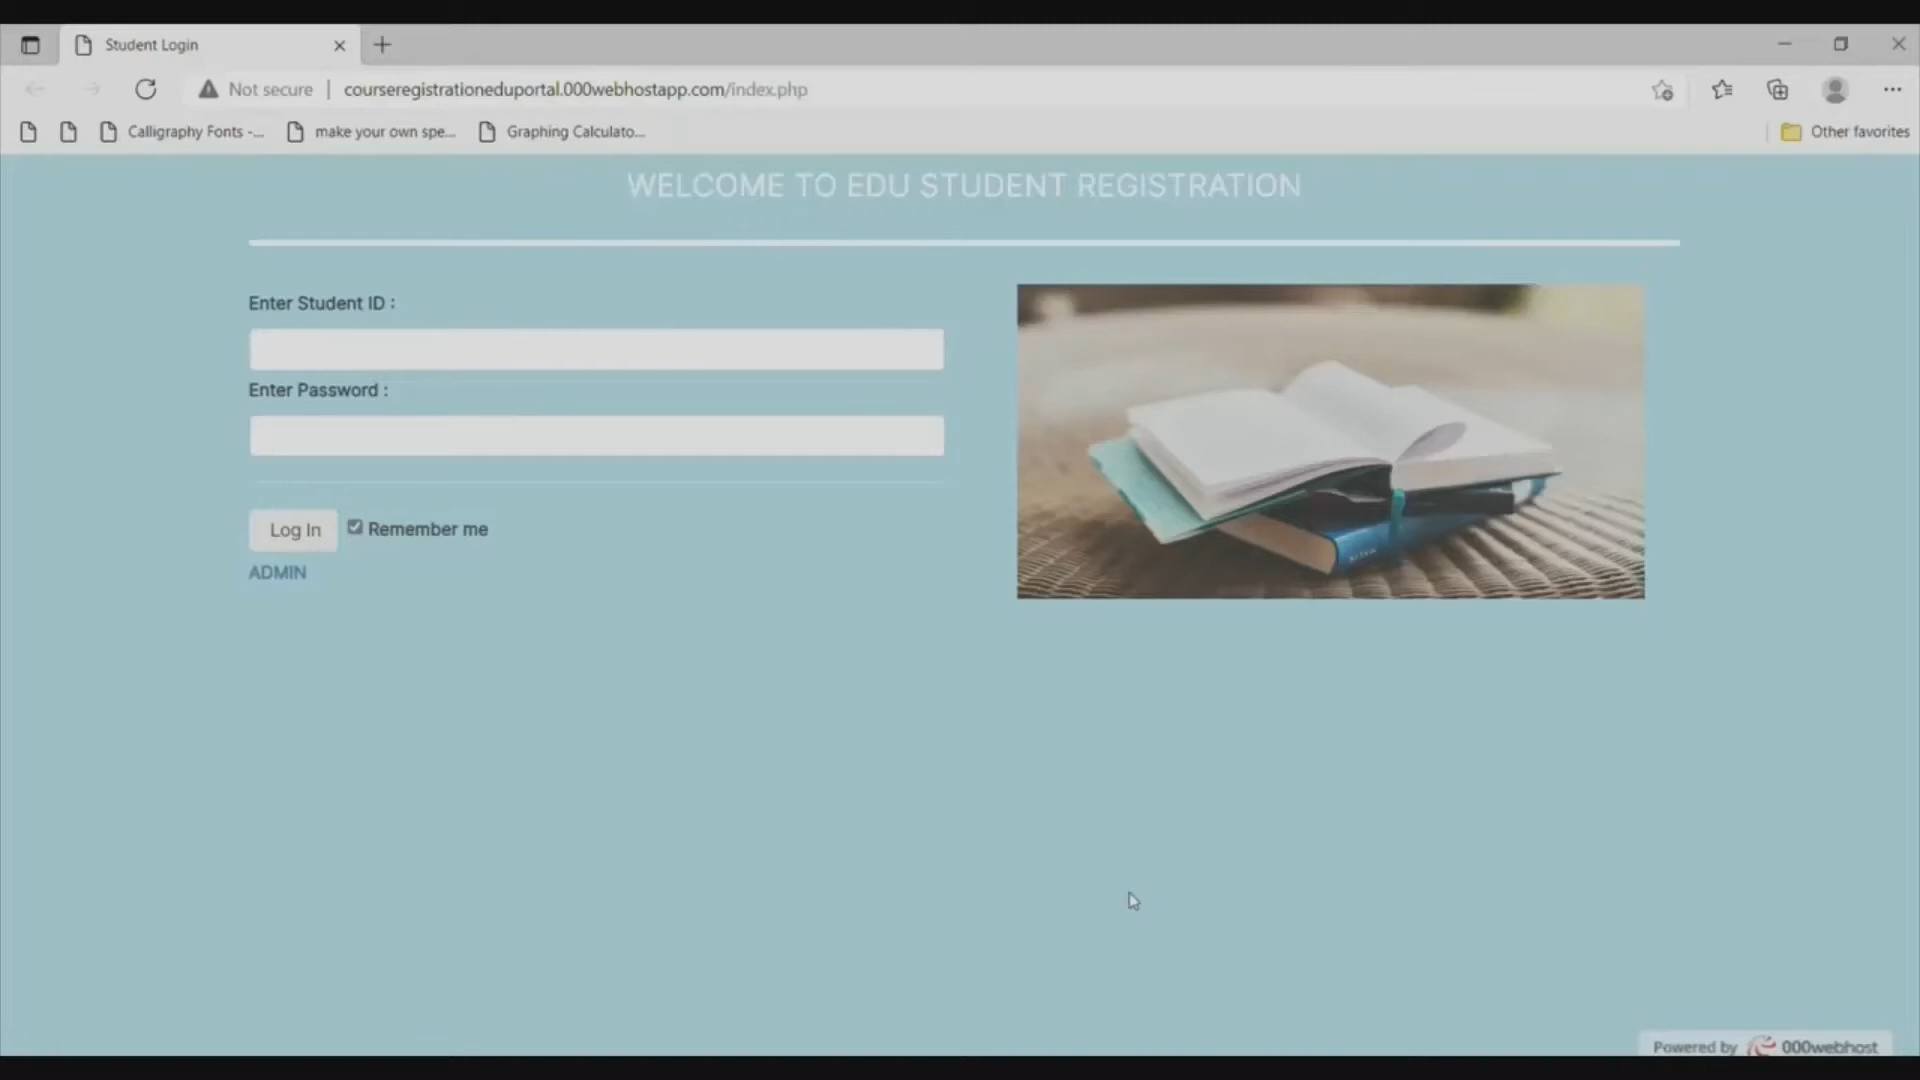 Student Login
Not secure | courseregistrationeduportal.000webhostapp.com/index.php
Calligraphy Fonts -...
make your own spe...
Graphing Calculato...
Other favorites
WELCOME TO EDU STUDENT REGISTRATION
Enter Student ID :
Enter Password :
Log In
Remember me
ADMIN
Powered by 000webhost